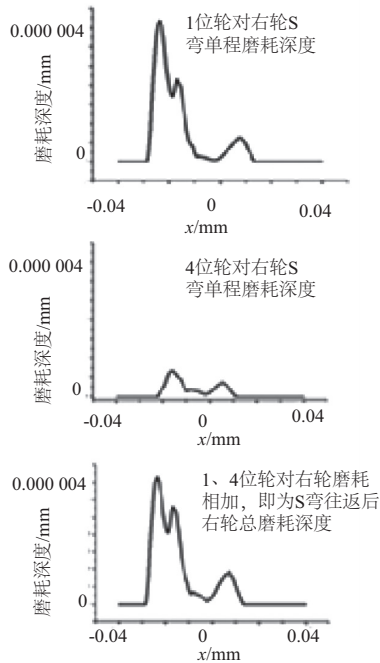 0.000 004
1位轮对右轮S
弯单程磨耗深度
磨耗深度/mm
0
-0.04
0
0.04
x/mm
0.000 004
4位轮对右轮S
弯单程磨耗深度
磨耗深度/mm
0
-0.04
0
0.04
x/mm
0.000 004
1、4位轮对右轮磨耗
相加，即为S弯往返后
右轮总磨耗深度
磨耗深度/mm
0
-0.04
0
0.04
x/mm